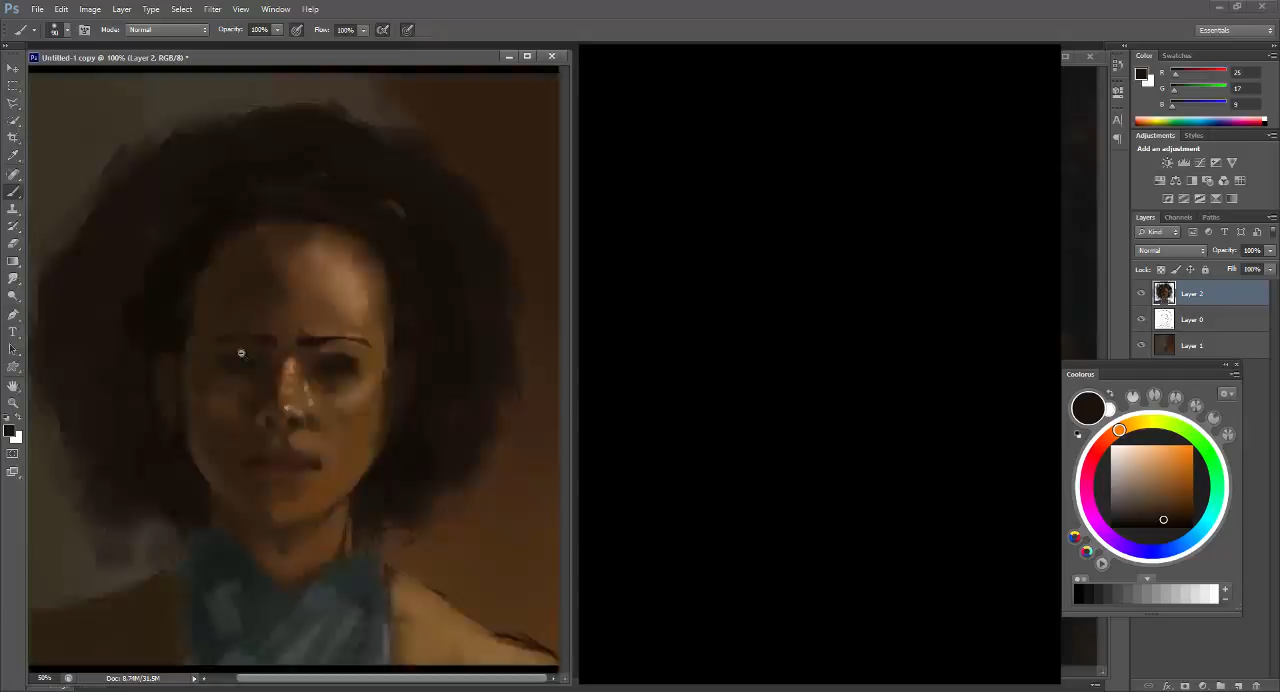 Ps File Edit Image Layer Type Select Filter View Window Help
90 Mode: Normal Opacity: 100% Flow: 100% Essentials
Untitled-1 copy @ 100% (Layer 2, RGB/8) *
Color Swatches
R 25
G 17
B 9
Adjustments Styles
Add an adjustment
Layers Channels Paths
Kind
Normal Opacity: 100%
Lock: Fill: 100%
Layer 2
Layer 0
Layer 1
Coolorus
50% Doc: 8.74M/31.5M